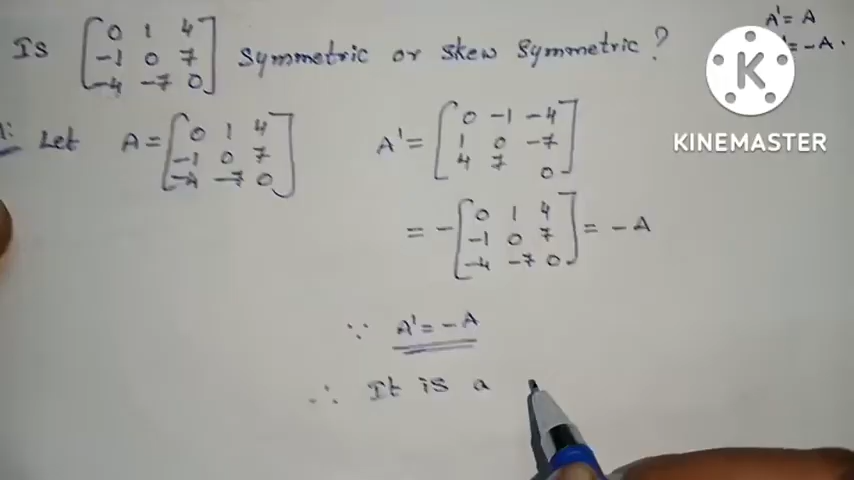 A' = A
= -A.
Is [0 1 4 symmetric or skew symmetric?
-1 0 7
-4 -7 0]
KINEMASTER
Let A = [0 1 4
-1 0 7
-4 -7 0]
A' = [0 -1 -4
1 0 -7
4 7 0]
= -[0 1 4
-1 0 7
-4 -7 0] = -A
∵ A' = -A
∴ It is a